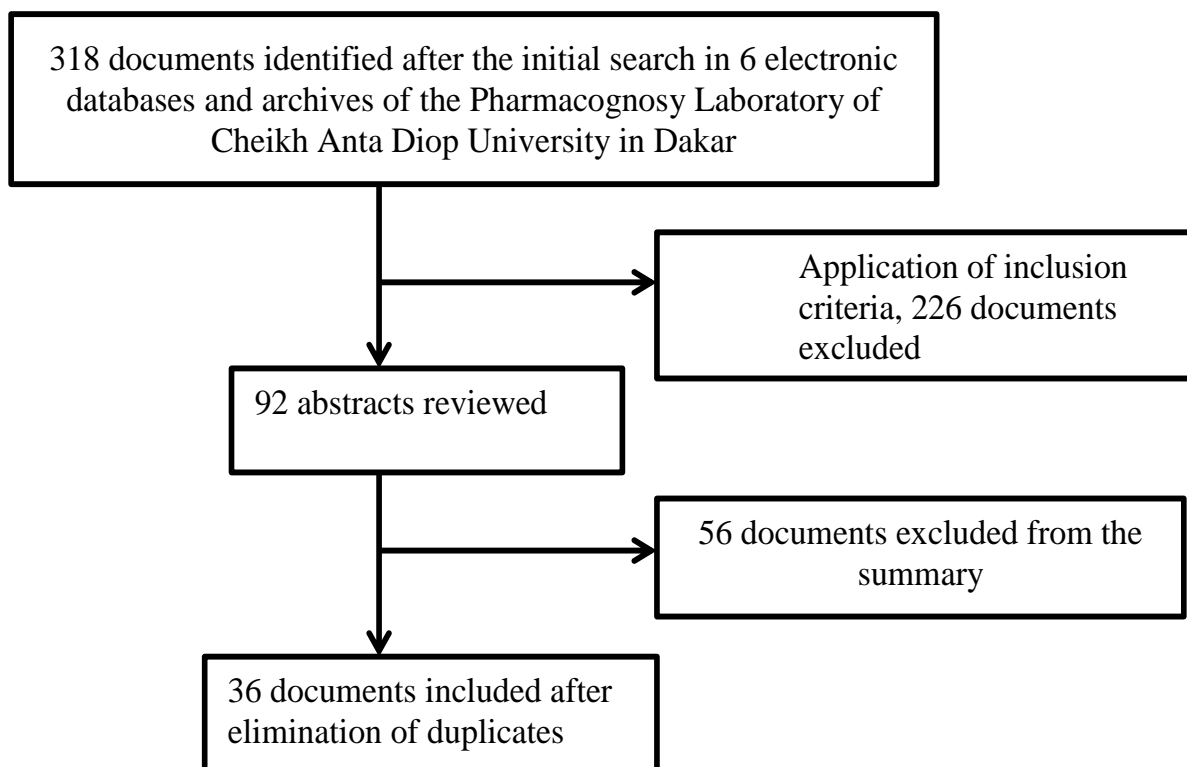 318 documents identified after the initial search in 6 electronic
databases and archives of the Pharmacognosy Laboratory of
Cheikh Anta Diop University in Dakar
Application of inclusion
criteria, 226 documents
excluded
92 abstracts reviewed
56 documents excluded from the
summary
36 documents included after
elimination of duplicates